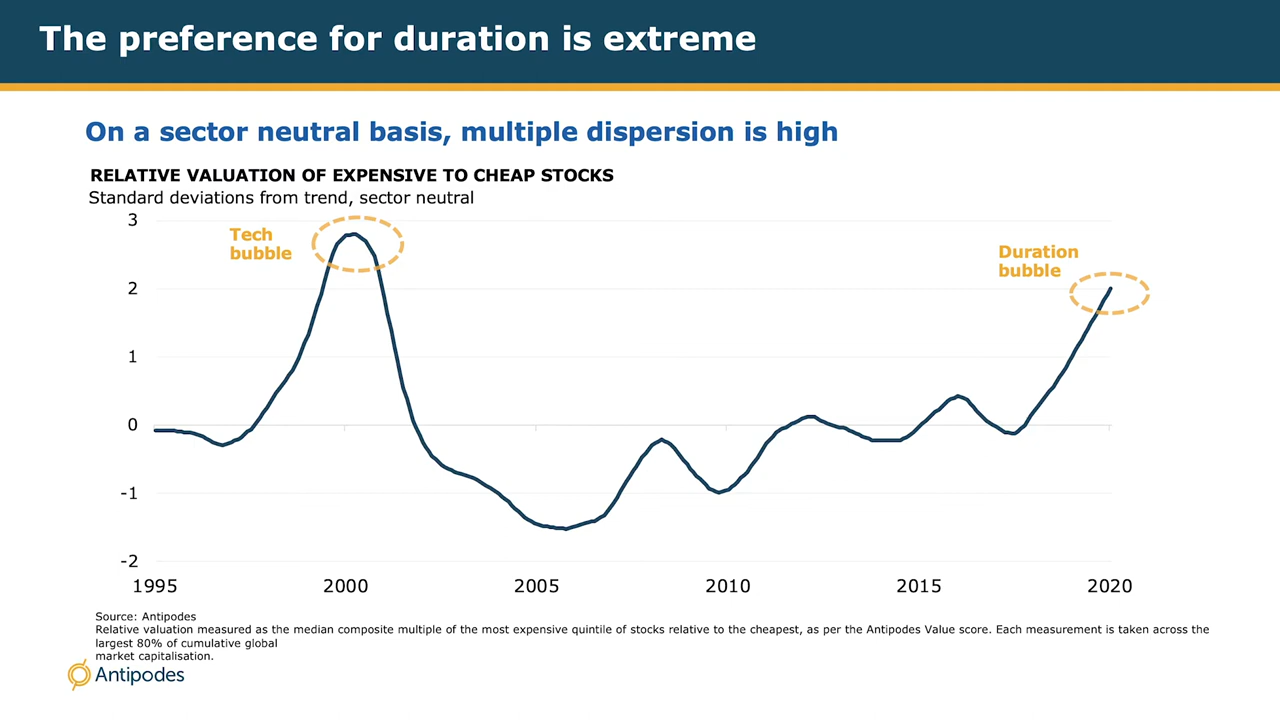 The preference for duration is extreme
On a sector neutral basis, multiple dispersion is high
RELATIVE VALUATION OF EXPENSIVE TO CHEAP STOCKS
Standard deviations from trend, sector neutral
3
Tech
bubble
Duration
bubble
2
1
0
-1
-2
1995 2000 2005 2010 2015 2020
Source: Antipodes
Relative valuation measured as the median composite multiple of the most expensive quintile of stocks relative to the cheapest, as per the Antipodes Value score. Each measurement is taken across the
largest 80% of cumulative global
market capitalisation.
Antipodes